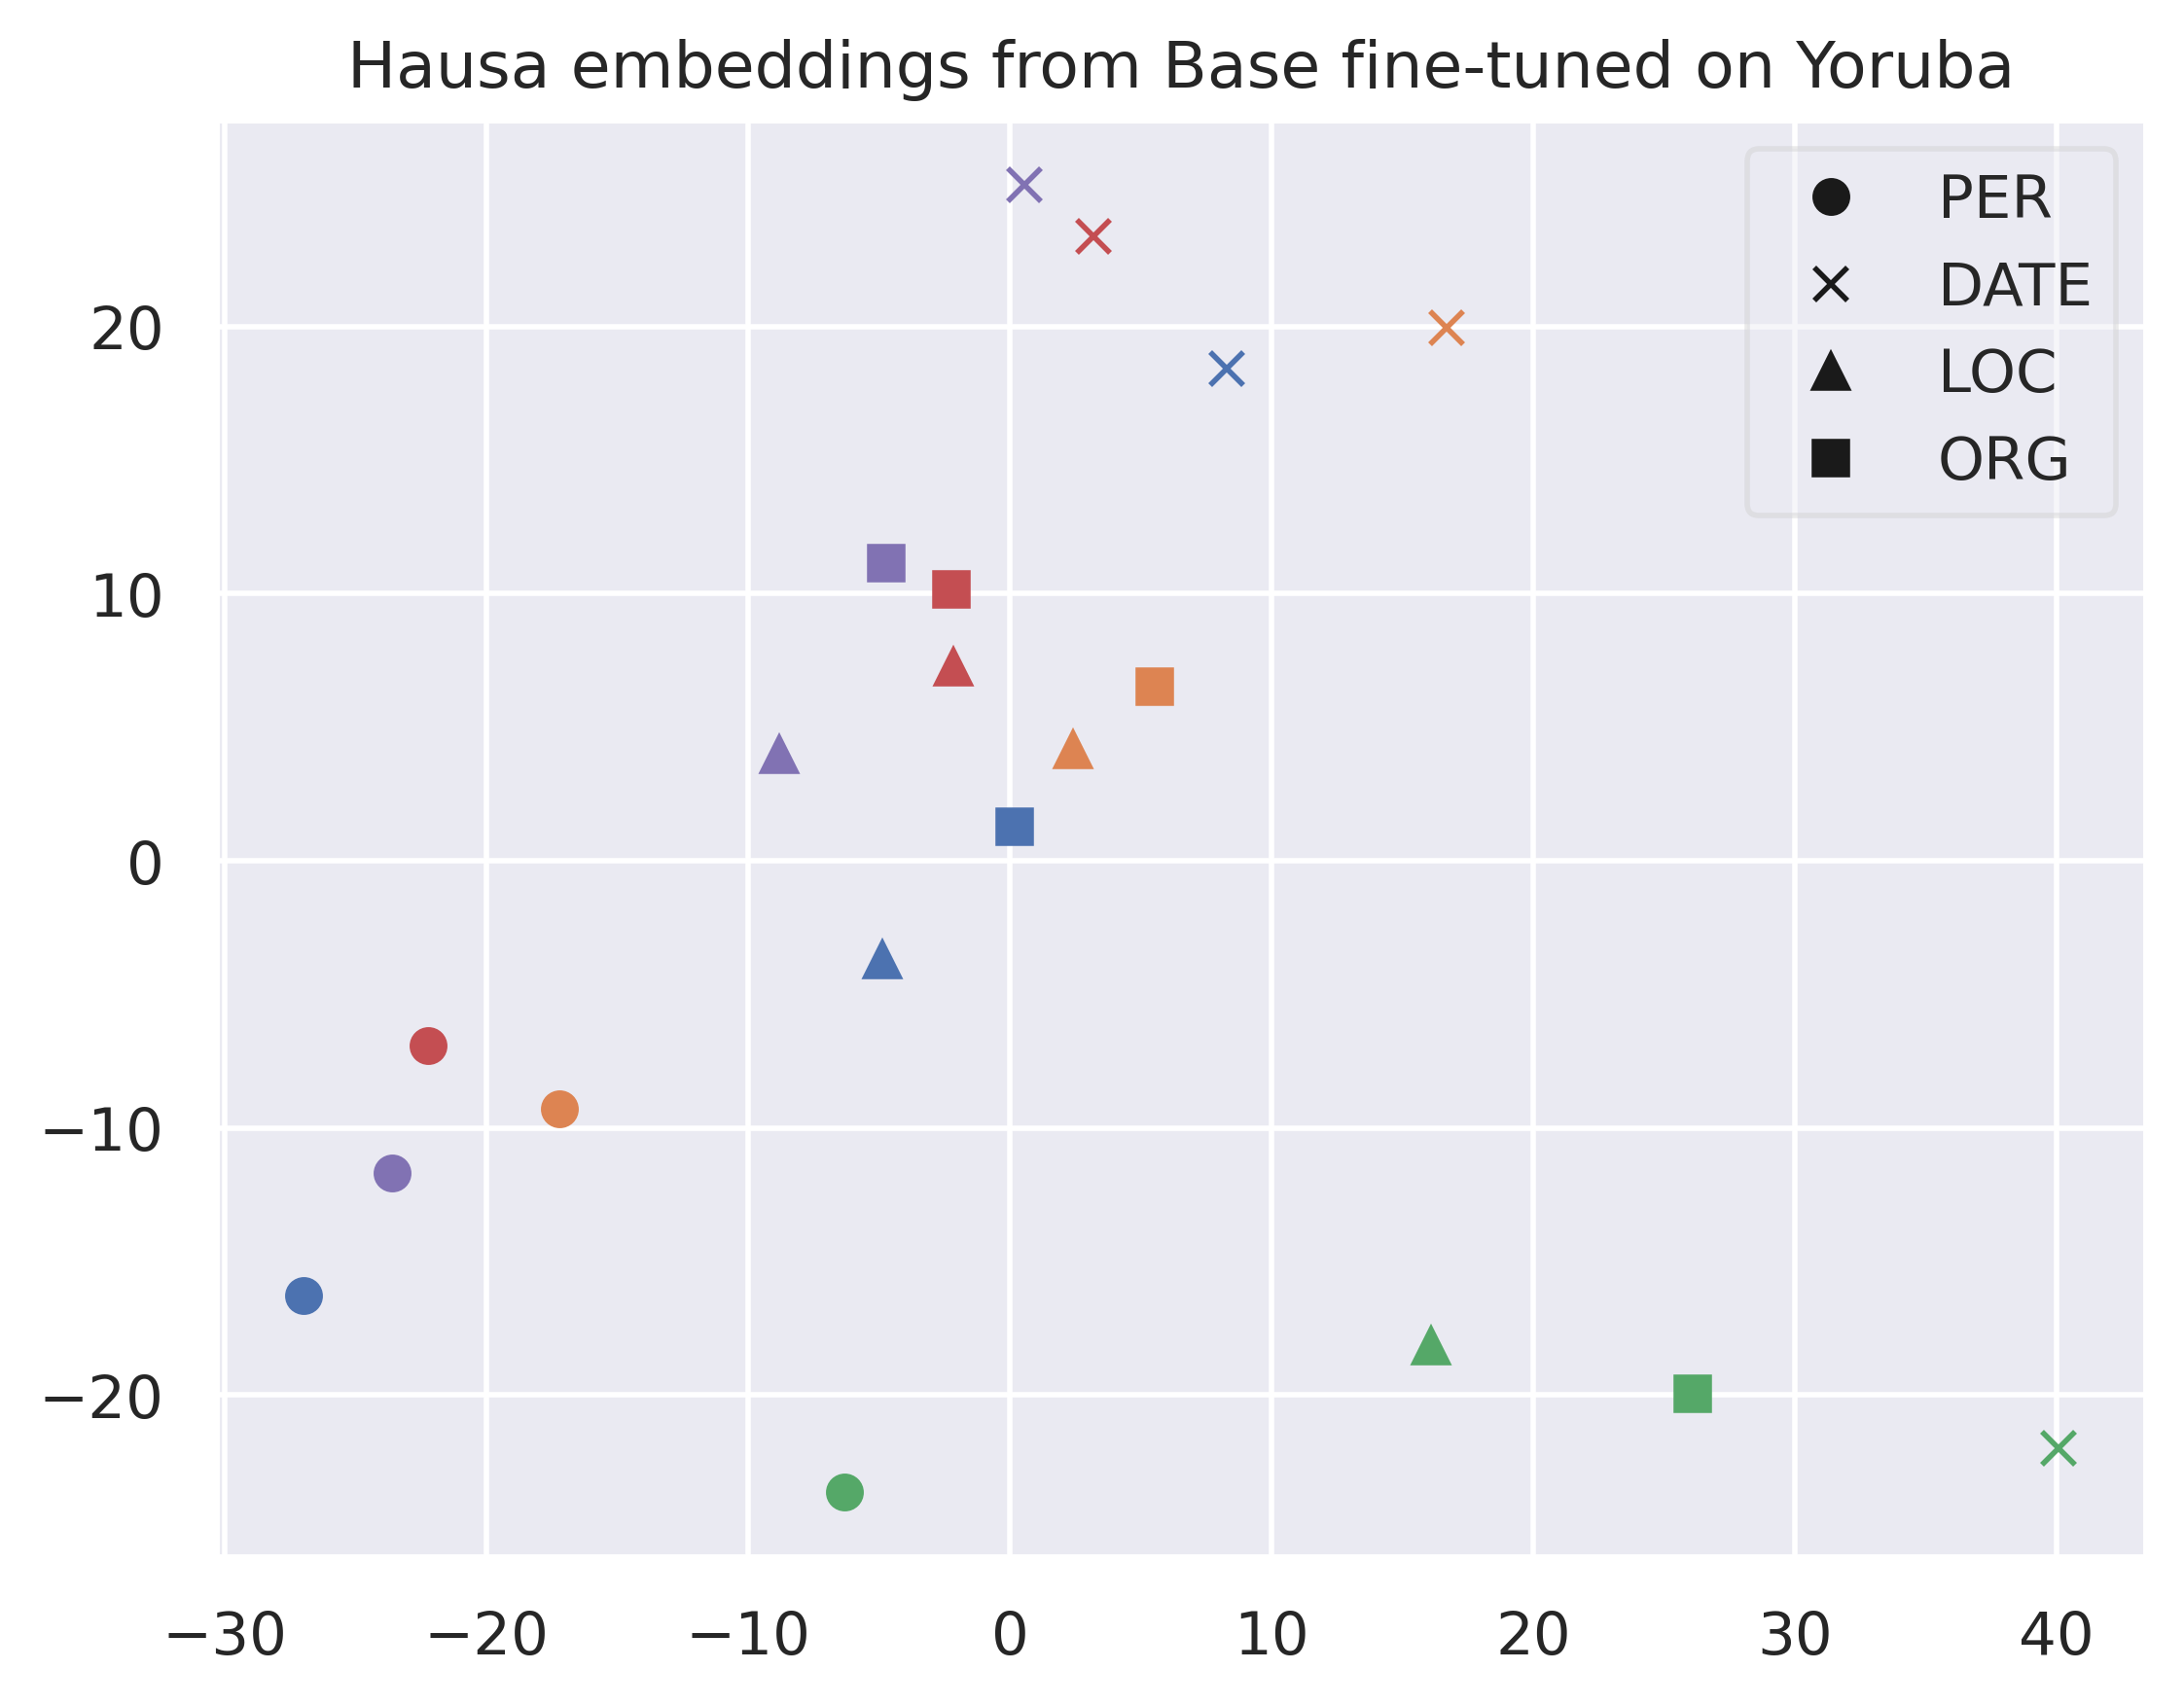 Hausa embeddings from Base fine-tuned on Yoruba
PER
DATE
LOC
ORG
20
10
0
−10
−20
−30 −20 −10 0 10 20 30 40